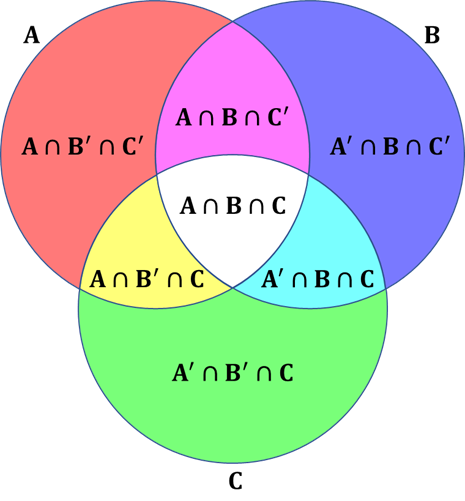 A
B
A ∩ B ∩ C′
A ∩ B′ ∩ C′
A′ ∩ B ∩ C′
A ∩ B ∩ C
A ∩ B′ ∩ C
A′ ∩ B ∩ C
A′ ∩ B′ ∩ C
C